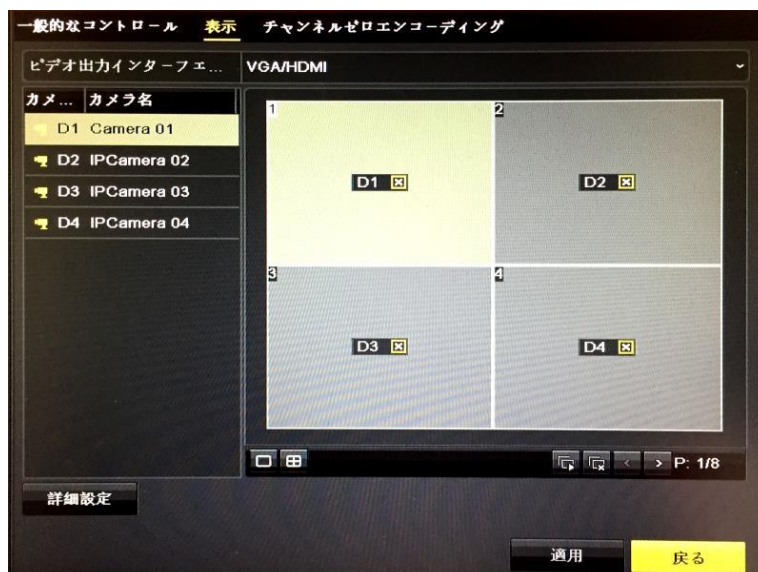 一般的なコントロール 表示 チャンネルゼロエンコーディング
ビデオ出力インターフェ... VGA/HDMI
カメ... カメラ名
D1 Camera 01
D2 IPCamera 02
D3 IPCamera 03
D4 IPCamera 04
1 2
D1 D2
3 4
D3 D4
P: 1/8
詳細設定
適用 戻る